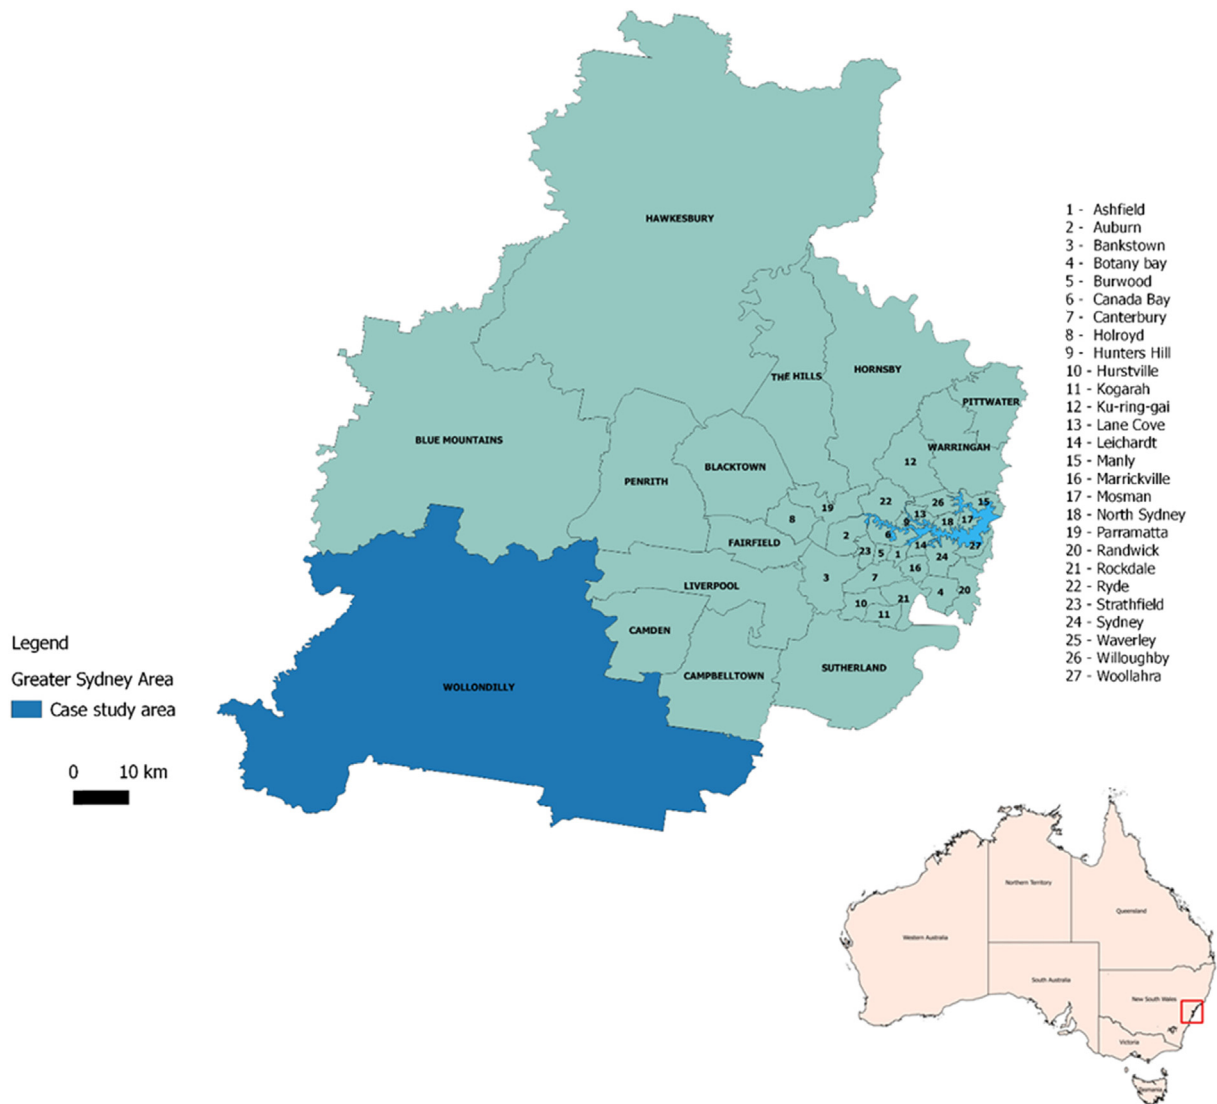 HAWKESBURY
THE HILLS
HORNSBY
PITTWATER
WARRINGAH
BLUE MOUNTAINS
BLACKTOWN
PENRITH
12
22
26
15
8
19
13
9
18
17
6
2
FAIRFIELD
14
27
23
5
1
24
16
3
7
LIVERPOOL
4
20
10
21
11
CAMDEN
CAMPBELLTOWN
SUTHERLAND
WOLLONDILLY
1 - Ashfield
2 - Auburn
3 - Bankstown
4 - Botany bay
5 - Burwood
6 - Canada Bay
7 - Canterbury
8 - Holroyd
9 - Hunters Hill
10 - Hurstville
11 - Kogarah
12 - Ku-ring-gai
13 - Lane Cove
14 - Leichardt
15 - Manly
16 - Marrickville
17 - Mosman
18 - North Sydney
19 - Parramatta
20 - Randwick
21 - Rockdale
22 - Ryde
23 - Strathfield
24 - Sydney
25 - Waverley
26 - Willoughby
27 - Woollahra
Legend
Greater Sydney Area
Case study area
0 10 km
Northern Territory
Queensland
Western Australia
South Australia
New South Wales
Victoria
Tasmania